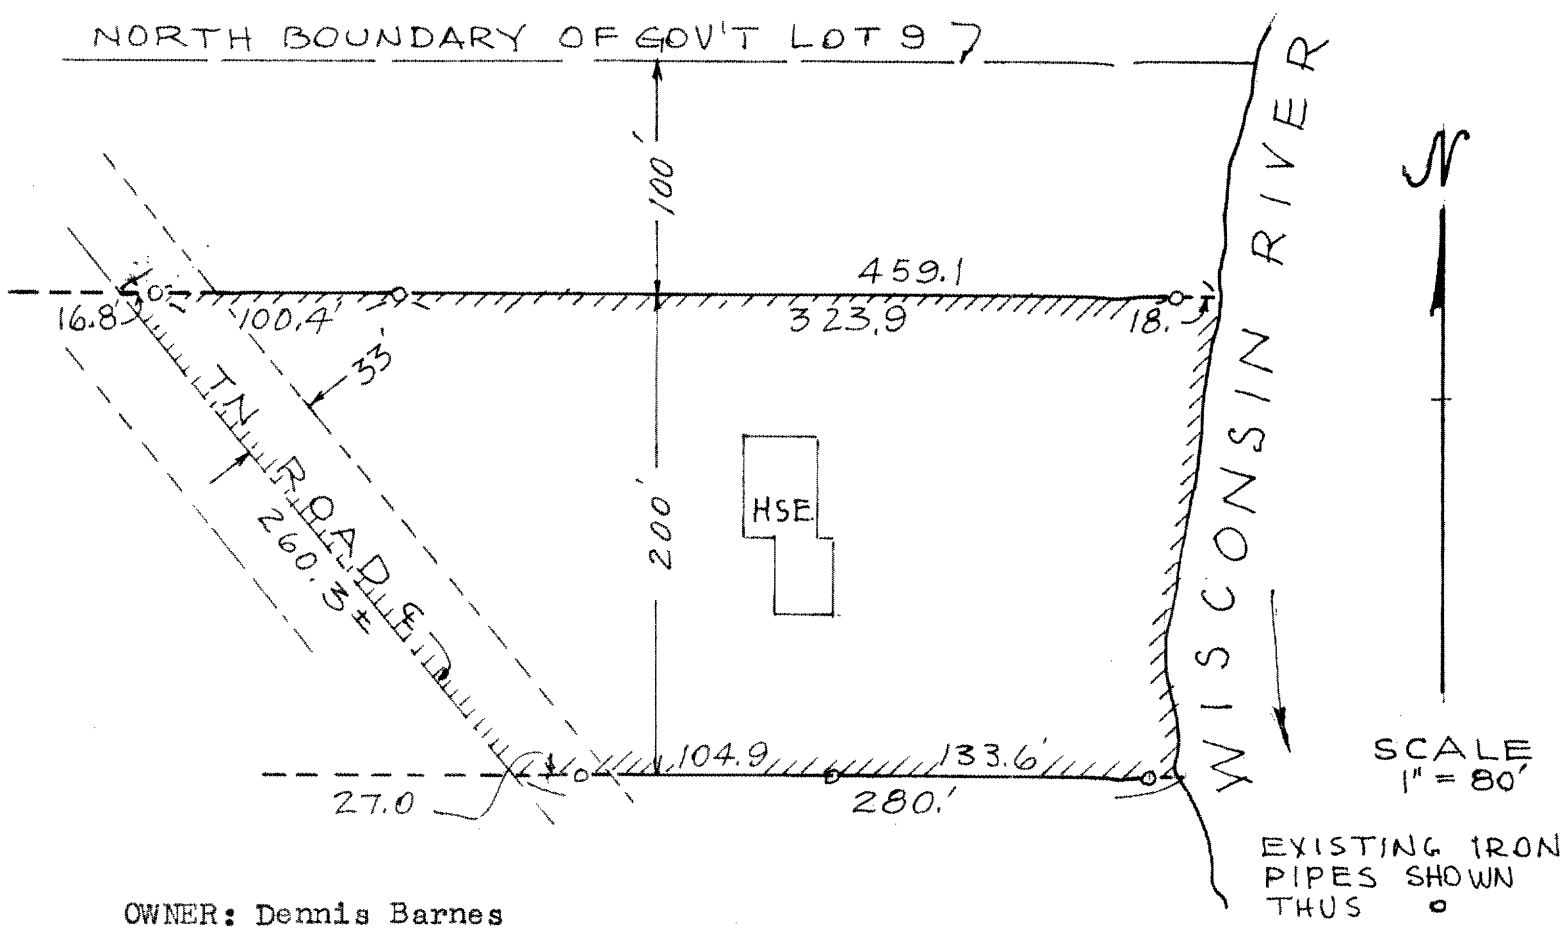 NORTH BOUNDARY OF GOV'T LOT 9
WISCONSIN RIVER
N
100'
459.1
16.8'
100.4'
323.9
18.'
33'
TN ROAD ℄
260.3 ±
200'
HSE.
104.9
133.6'
27.0
280.'
SCALE
1" = 80'
EXISTING IRON
PIPES SHOWN
THUS o
OWNER: Dennis Barnes